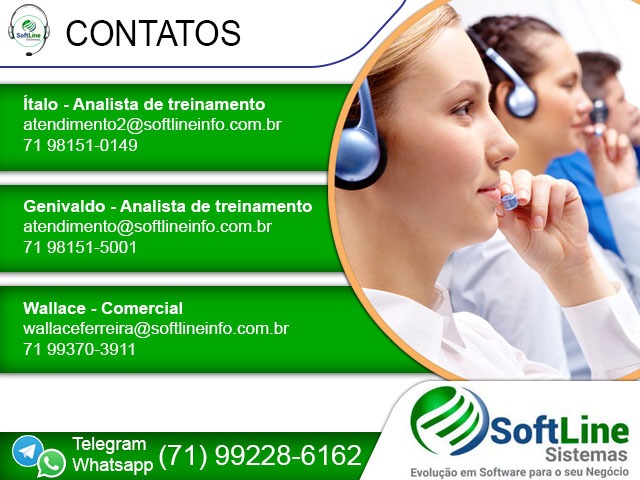 SoftLine
Sistemas
CONTATOS
Ítalo - Analista de treinamento
atendimento2@softlineinfo.com.br
71 98151-0149
Genivaldo - Analista de treinamento
atendimento@softlineinfo.com.br
71 98151-5001
Wallace - Comercial
wallaceferreira@softlineinfo.com.br
71 99370-3911
Telegram
Whatsapp
(71) 99228-6162
SoftLine
Sistemas
Evolução em Software para o seu Negócio